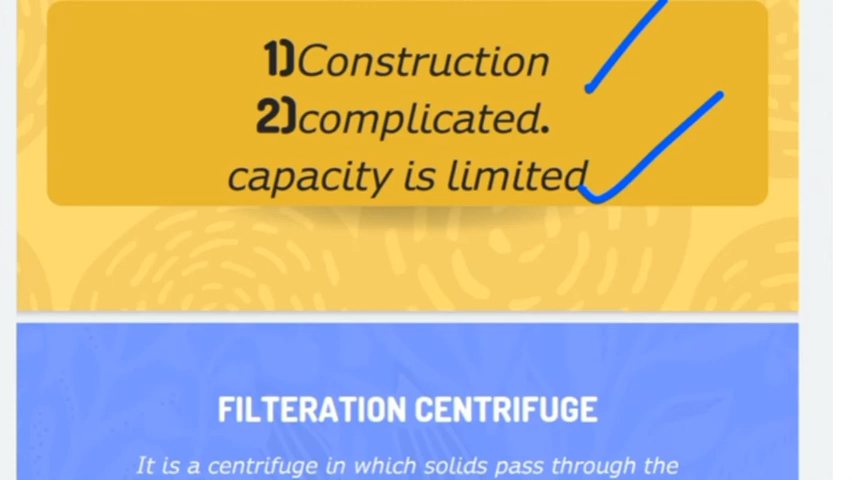 1)Construction
2)complicated.
capacity is limited
FILTERATION CENTRIFUGE
It is a centrifuge in which solids pass through the